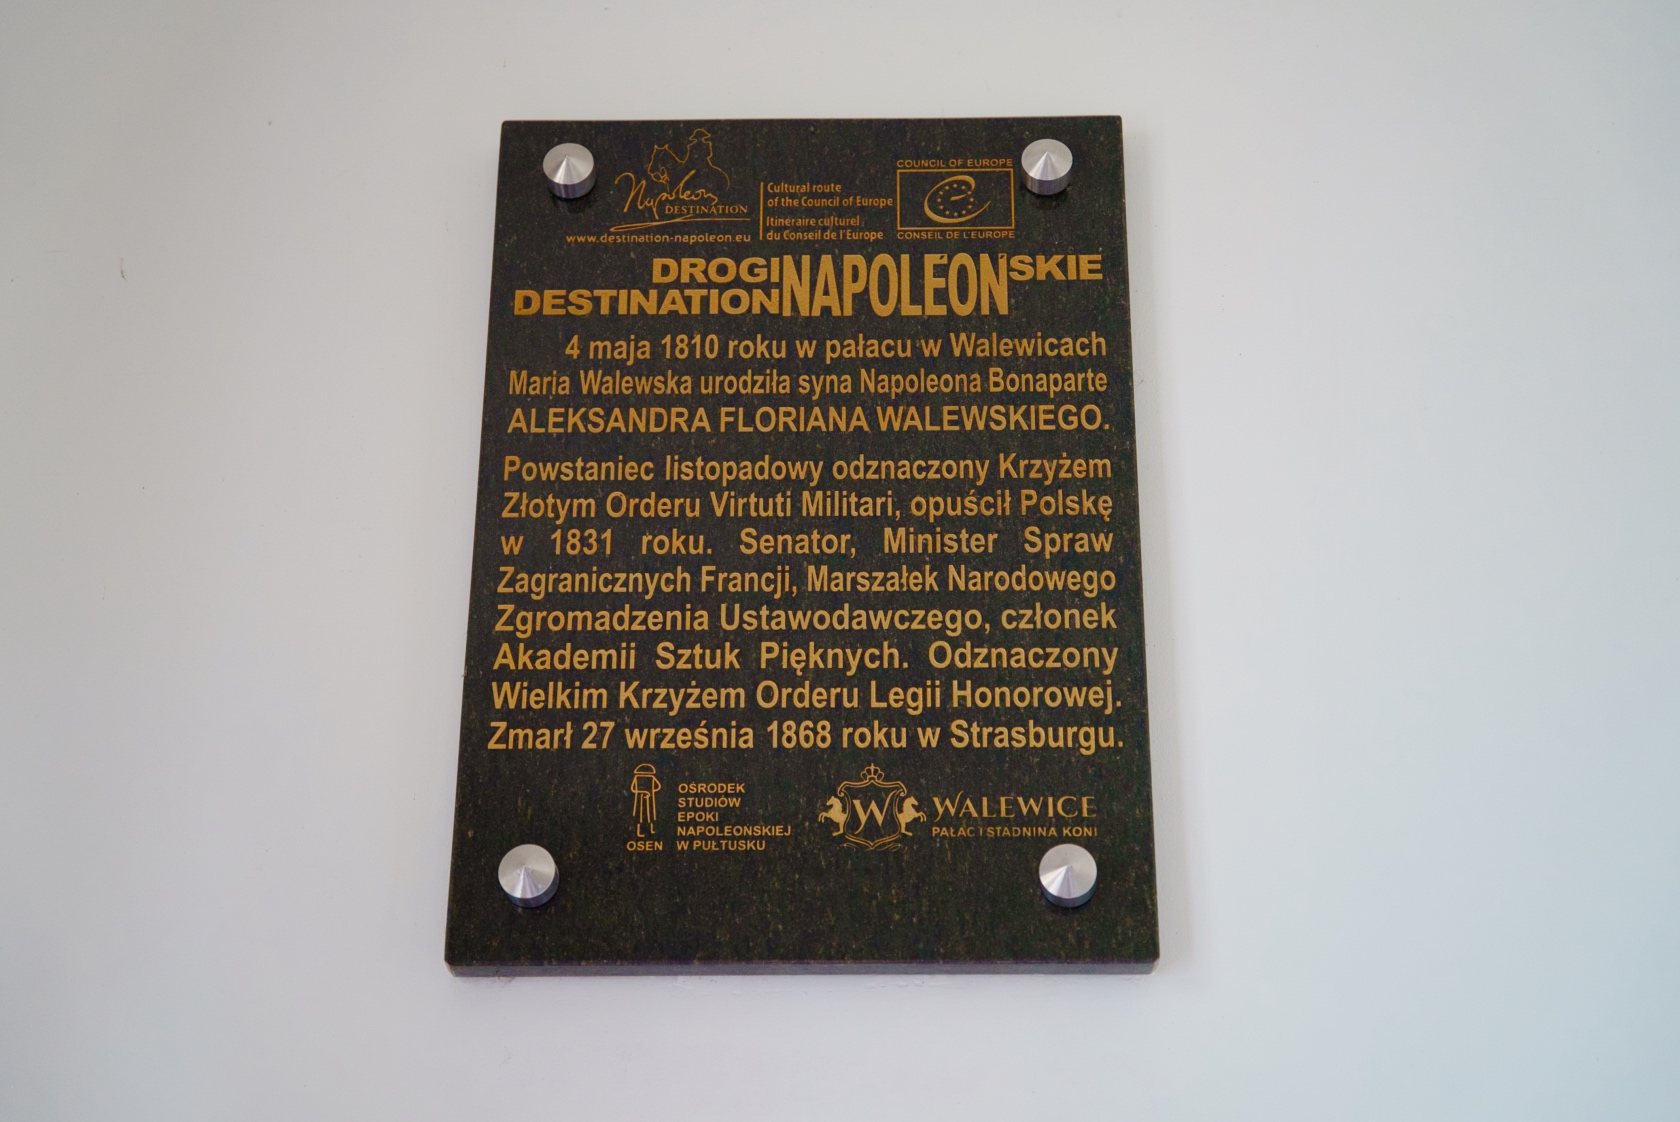 Napoleon
DESTINATION
www.destination-napoleon.eu
Cultural route
of the Council of Europe
Itinéraire culturel
du Conseil de l'Europe
COUNCIL OF EUROPE
CONSEIL DE L'EUROPE
DROGI NAPOLÉOŃSKIE
DESTINATION
4 maja 1810 roku w pałacu w Walewicach
Maria Walewska urodziła syna Napoleona Bonaparte
ALEKSANDRA FLORIANA WALEWSKIEGO.
Powstaniec listopadowy odznaczony Krzyżem
Złotym Orderu Virtuti Militari, opuścił Polskę
w 1831 roku. Senator, Minister Spraw
Zagranicznych Francji, Marszałek Narodowego
Zgromadzenia Ustawodawczego, członek
Akademii Sztuk Pięknych. Odznaczony
Wielkim Krzyżem Orderu Legii Honorowej.
Zmarł 27 września 1868 roku w Strasburgu.
OSEN
OŚRODEK
STUDIÓW
EPOKI
NAPOLEOŃSKIEJ
W PUŁTUSKU
W
WALEWICE
PAŁAC I STADNINA KONI